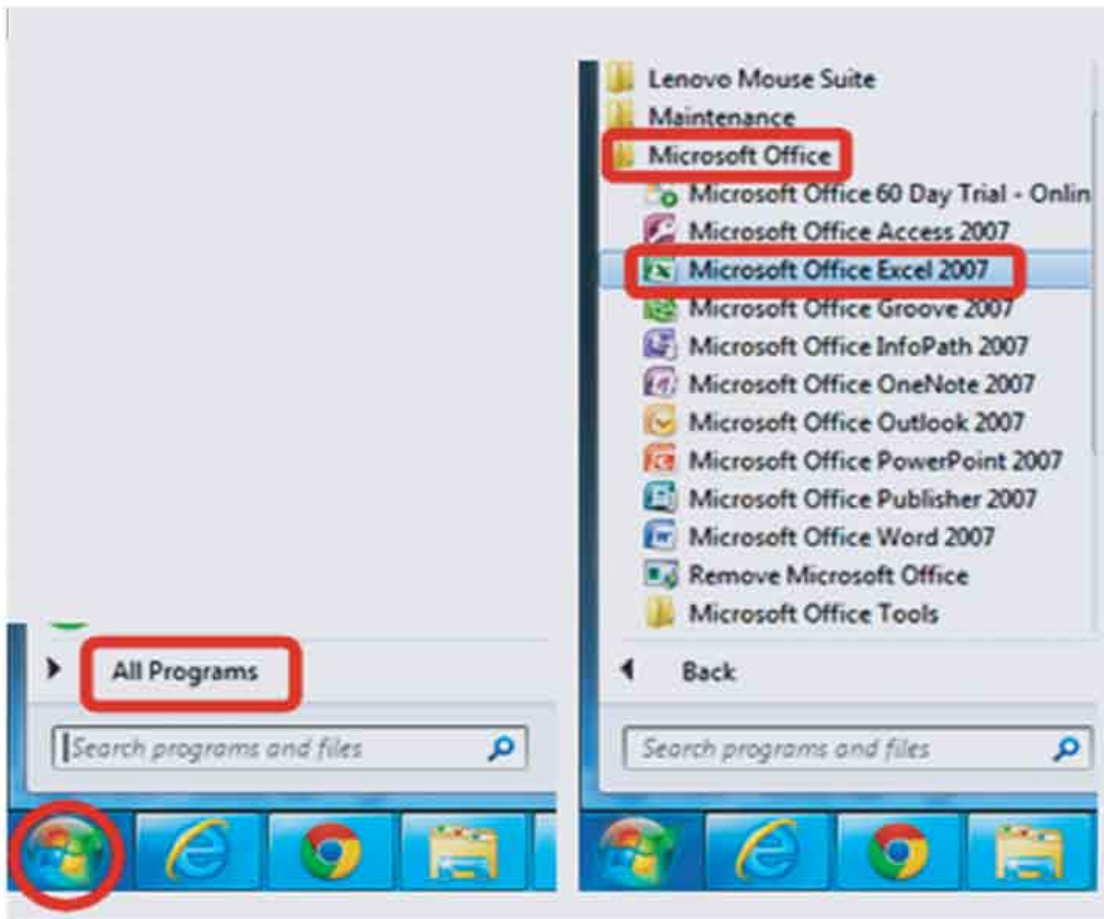 All Programs
Search programs and files
Lenovo Mouse Suite
Maintenance
Microsoft Office
Microsoft Office 60 Day Trial - Onlin
Microsoft Office Access 2007
Microsoft Office Excel 2007
Microsoft Office Groove 2007
Microsoft Office InfoPath 2007
Microsoft Office OneNote 2007
Microsoft Office Outlook 2007
Microsoft Office PowerPoint 2007
Microsoft Office Publisher 2007
Microsoft Office Word 2007
Remove Microsoft Office
Microsoft Office Tools
Back
Search programs and files